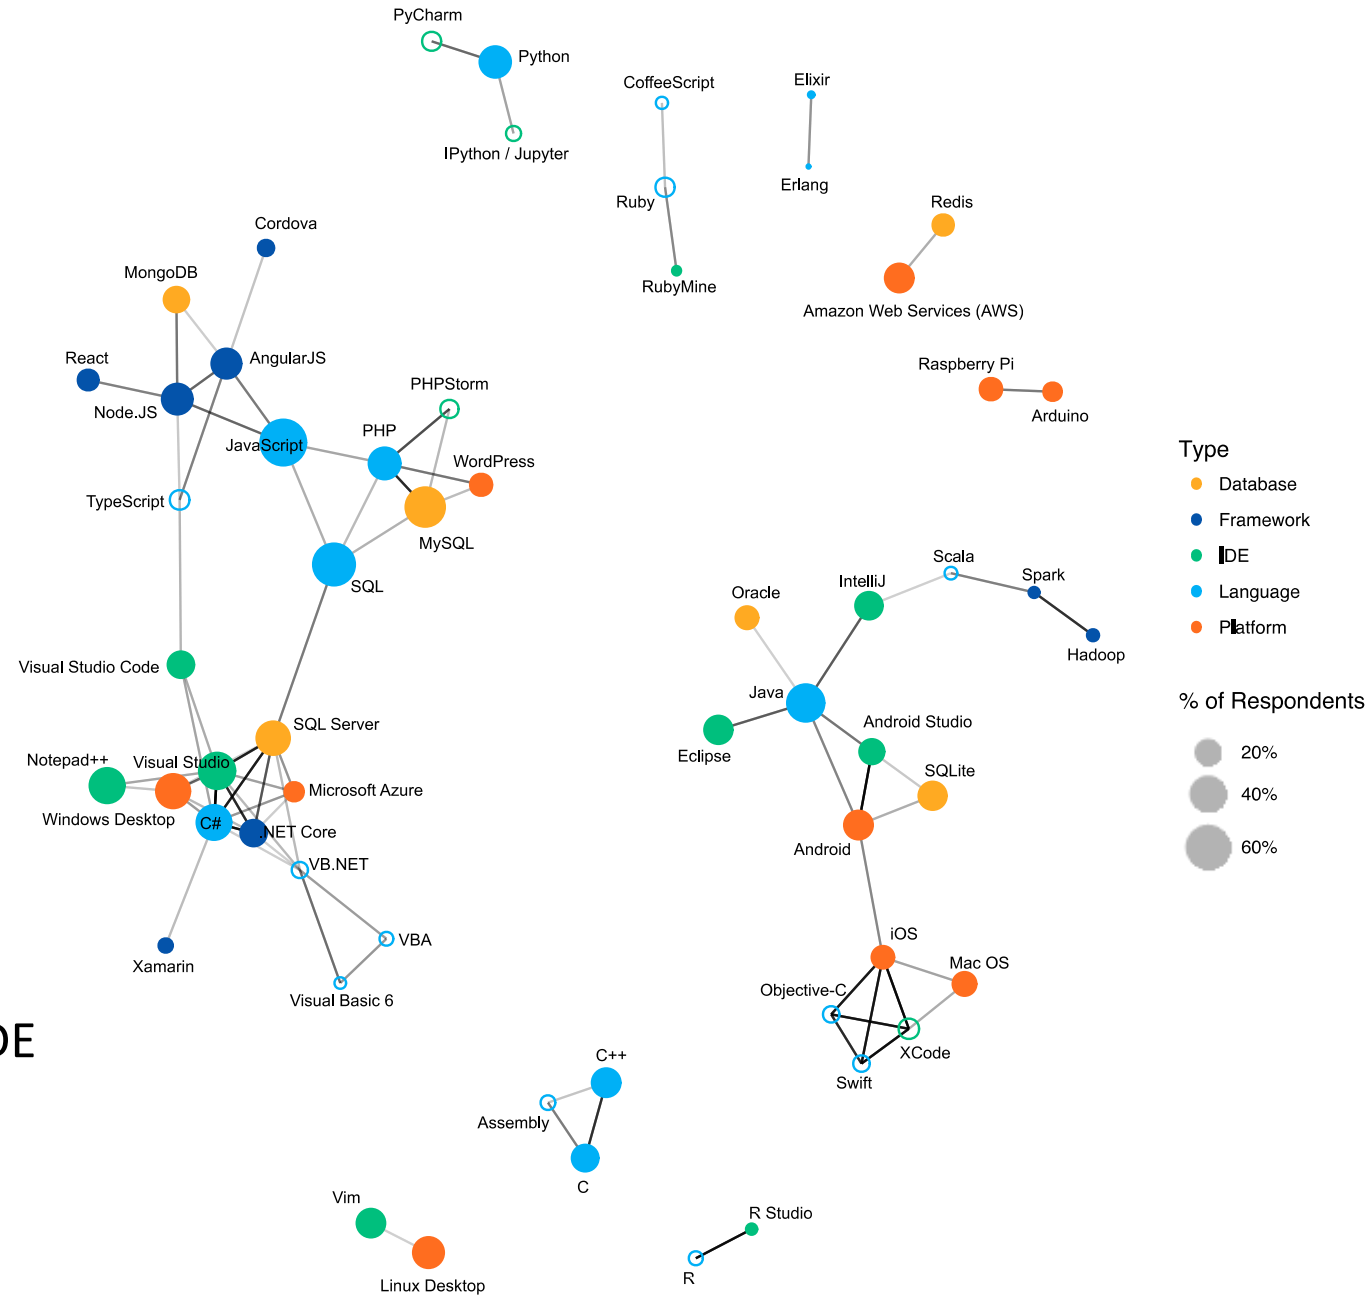 PyCharm
Python
IPython / Jupyter
CoffeeScript
Ruby
RubyMine
Elixir
Erlang
Redis
Amazon Web Services (AWS)
Raspberry Pi
Arduino
Cordova
MongoDB
AngularJS
React
Node.JS
JavaScript
TypeScript
PHPStorm
PHP
WordPress
MySQL
SQL
Visual Studio Code
SQL Server
Notepad++
Visual Studio
Windows Desktop
Microsoft Azure
C#
.NET Core
VB.NET
VBA
Visual Basic 6
Xamarin
Scala
Spark
Hadoop
IntelliJ
Oracle
Java
Eclipse
Android Studio
SQLite
Android
iOS
Mac OS
Objective-C
XCode
Swift
DE
C++
Assembly
C
Vim
Linux Desktop
R Studio
R
Type
Database
Framework
IDE
Language
Platform
% of Respondents
20%
40%
60%